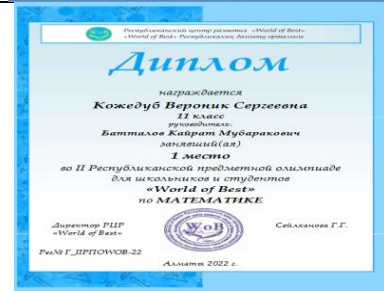 Республиканский центр развития «World of Best»
«World of Best» Республикалық дамыту орталығы
Диплом
награждается
Кожедуб Вероник Сергеевна
11 класс
руководитель:
Батталов Кайрат Мубаракович
занявший(ая)
1 место
во II Республиканской предметной олимпиаде
для школьников и студентов
«World of Best»
по МАТЕМАТИКЕ
Директор РЦР
«World of Best»
WoB
Сейлханова Г.Г.
Рег№ Г_ПРПОWOB-22
Алматы 2022 г.